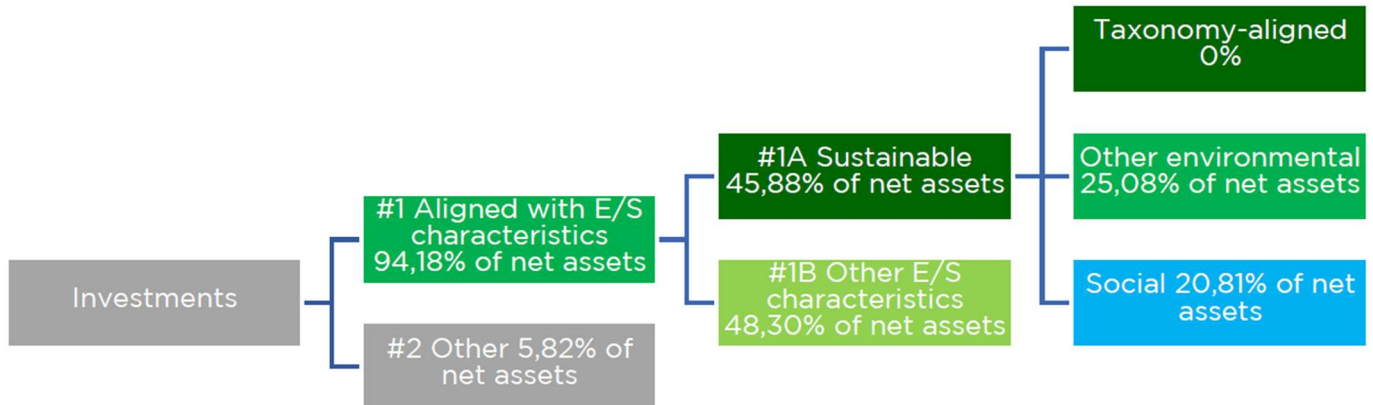 Investments
#1 Aligned with E/S
characteristics
94,18% of net assets
#2 Other 5,82% of
net assets
#1A Sustainable
45,88% of net assets
#1B Other E/S
characteristics
48,30% of net assets
Taxonomy-aligned
0%
Other environmental
25,08% of net assets
Social 20,81% of net
assets